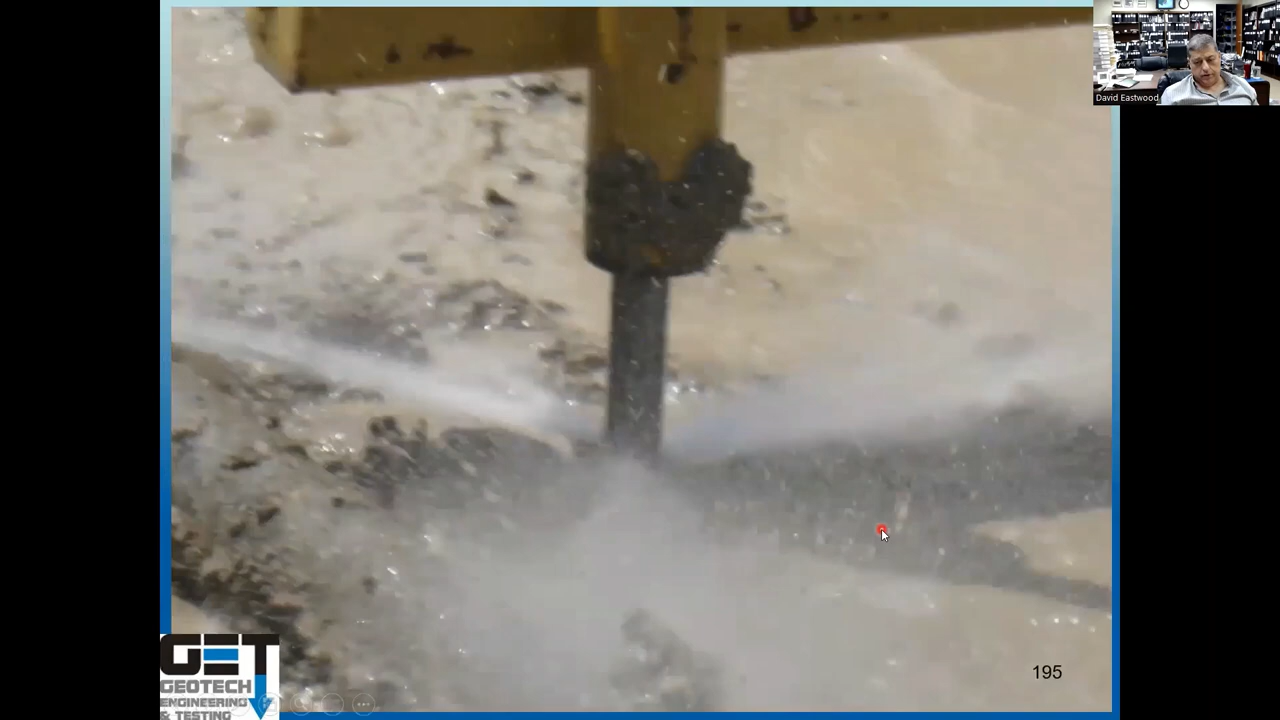 David Eastwood
GET
GEOTECH
ENGINEERING
& TESTING
195